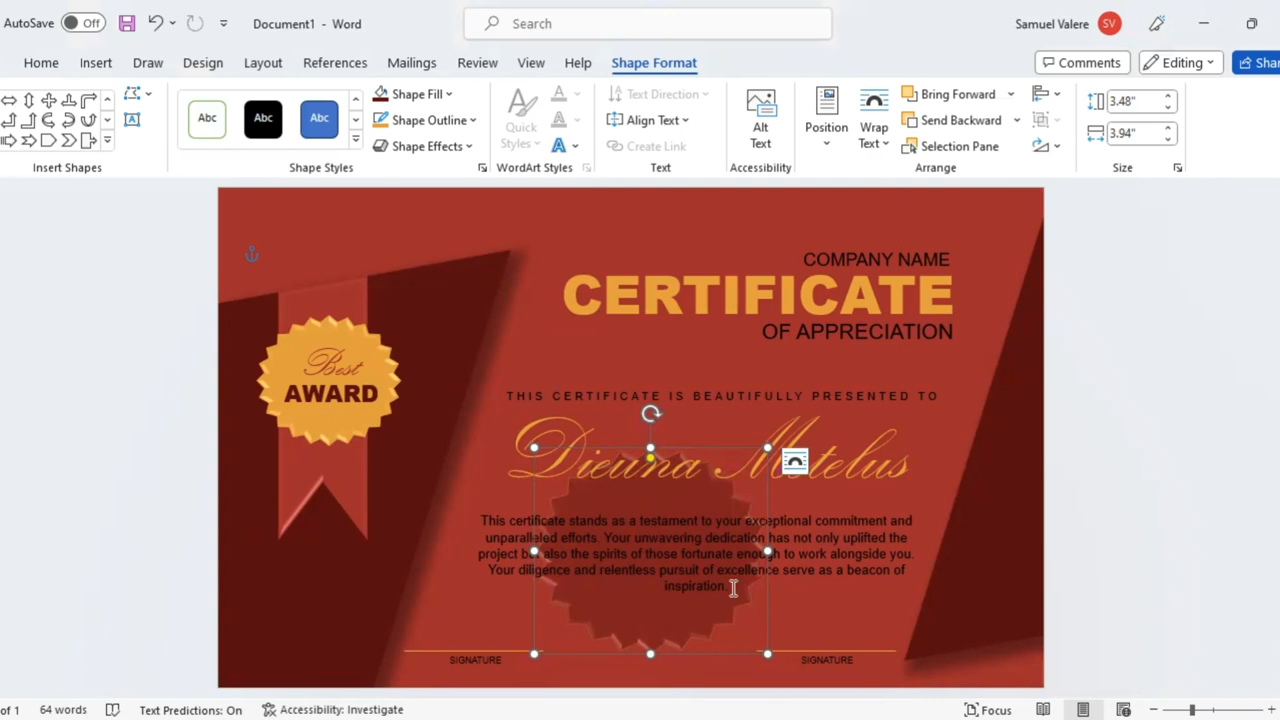 AutoSave Off Document1 - Word Search Samuel Valere SV
Home Insert Draw Design Layout References Mailings Review View Help Shape Format Comments Editing
Abc Abc Abc
Shape Fill
Shape Outline
Shape Effects
Quick
Styles
Text Direction
Align Text
Create Link
Alt
Text
Position
Wrap
Text
Bring Forward
Send Backward
Selection Pane
3.48"
3.94"
Insert Shapes Shape Styles WordArt Styles Text Accessibility Arrange Size
COMPANY NAME
CERTIFICATE
OF APPRECIATION
Best
AWARD
THIS CERTIFICATE IS BEAUTIFULLY PRESENTED TO
Dieuna Motelus
This certificate stands as a testament to your exceptional commitment and
unparalleled efforts. Your unwavering dedication has not only uplifted the
project but also the spirits of those fortunate enough to work alongside you.
Your diligence and relentless pursuit of excellence serve as a beacon of
inspiration.
SIGNATURE SIGNATURE
of 1 64 words Text Predictions: On Accessibility: Investigate Focus